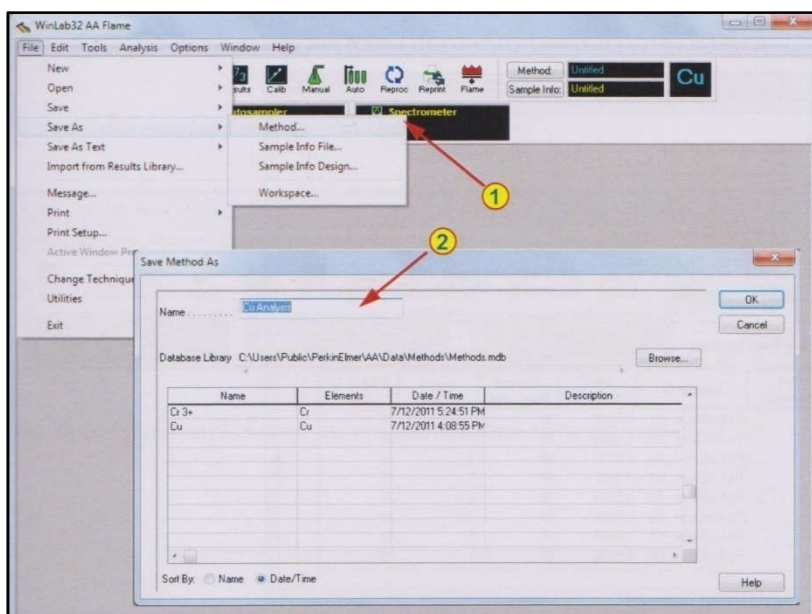 WinLab32 AA Flame
File Edit Tools Analysis Options Window Help
New
Open
Save
Save As
Save As Text
Import from Results Library...
Message...
Print
Print Setup...
Active Window Pre
Change Technique
Utilities
Exit
Method...
Sample Info File...
Sample Info Design...
Workspace...
sults Calib Manual Auto Reproc Reprint Flame
Method: Untitled
Sample Info: Untitled
Cu
utosampler Spectrometer
1
2
Save Method As
Name......... Cu Analysis
OK
Cancel
Database Library C:\Users\Public\PerkinElmer\AA\Data\Methods\Methods.mdb Browse...
Name Elements Date / Time Description
Cr 3+ Cr 7/12/2011 5:24:51 PM
Cu Cu 7/12/2011 4:08:55 PM
Sort By: Name Date/Time
Help